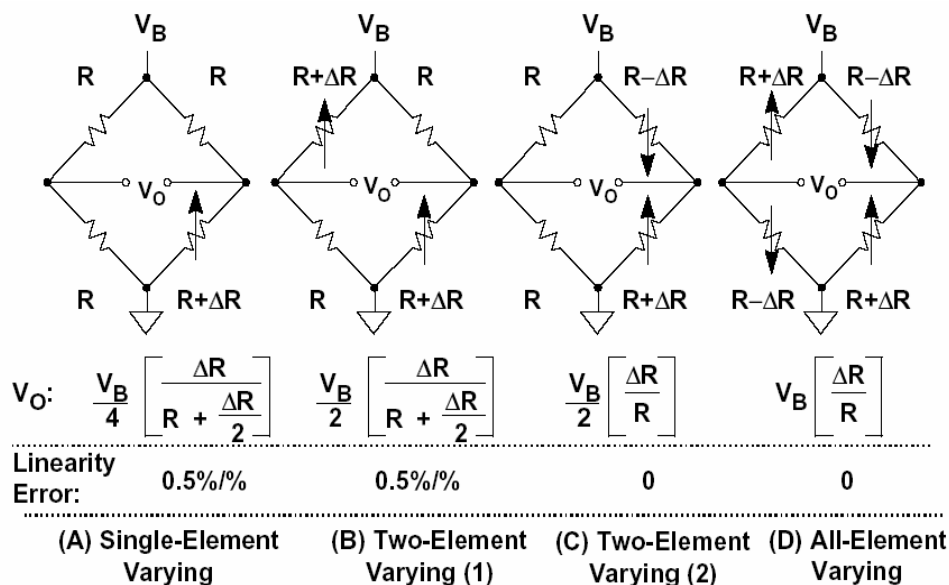 V_B V_B V_B V_B
R R R+ΔR R R R−ΔR R+ΔR R−ΔR
V_O V_O V_O V_O
R R+ΔR R R+ΔR R R+ΔR R−ΔR R+ΔR
V_O: V_B/4 [ΔR / (R + ΔR/2)] V_B/2 [ΔR / (R + ΔR/2)] V_B/2 [ΔR/R] V_B [ΔR/R]
Linearity
Error: 0.5%/% 0.5%/% 0 0
(A) Single-Element (B) Two-Element (C) Two-Element (D) All-Element
Varying Varying (1) Varying (2) Varying